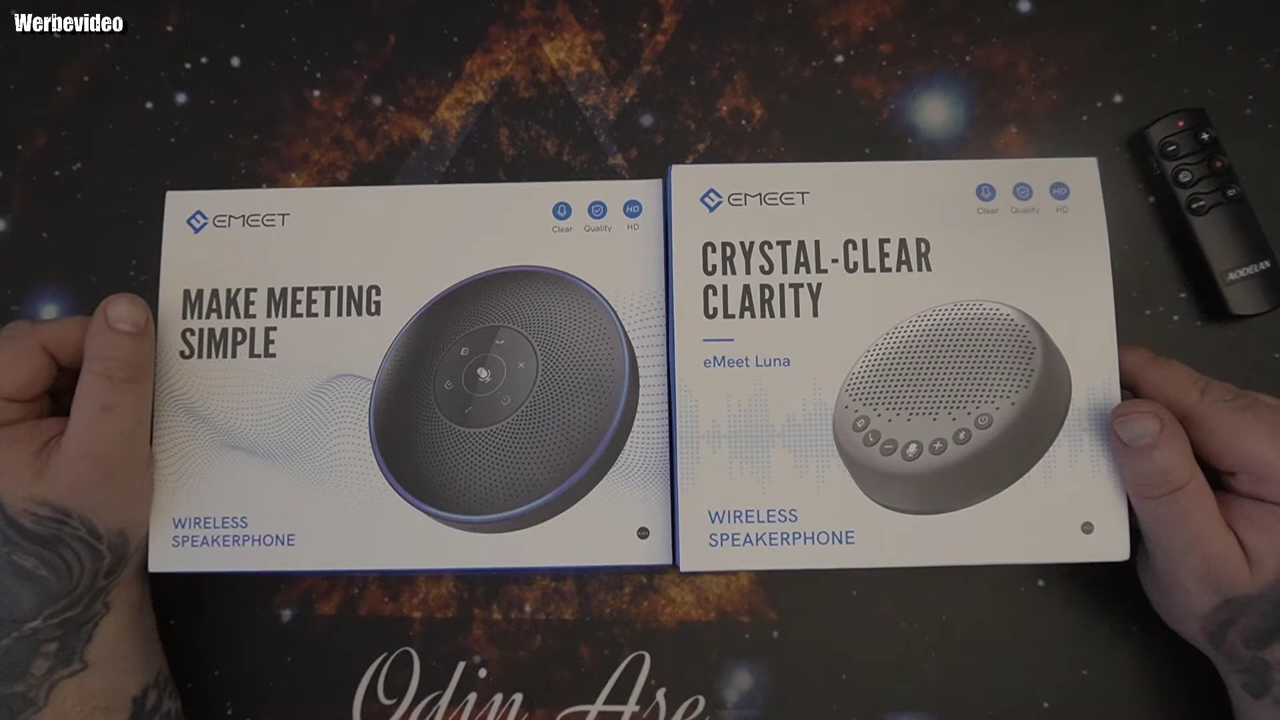 Werbevideo
EMEET
Clear Quality HD
MAKE MEETING
SIMPLE
WIRELESS
SPEAKERPHONE
EMEET
Clear Quality HD
CRYSTAL-CLEAR
CLARITY
eMeet Luna
WIRELESS
SPEAKERPHONE
AODELAN
Odin Ase